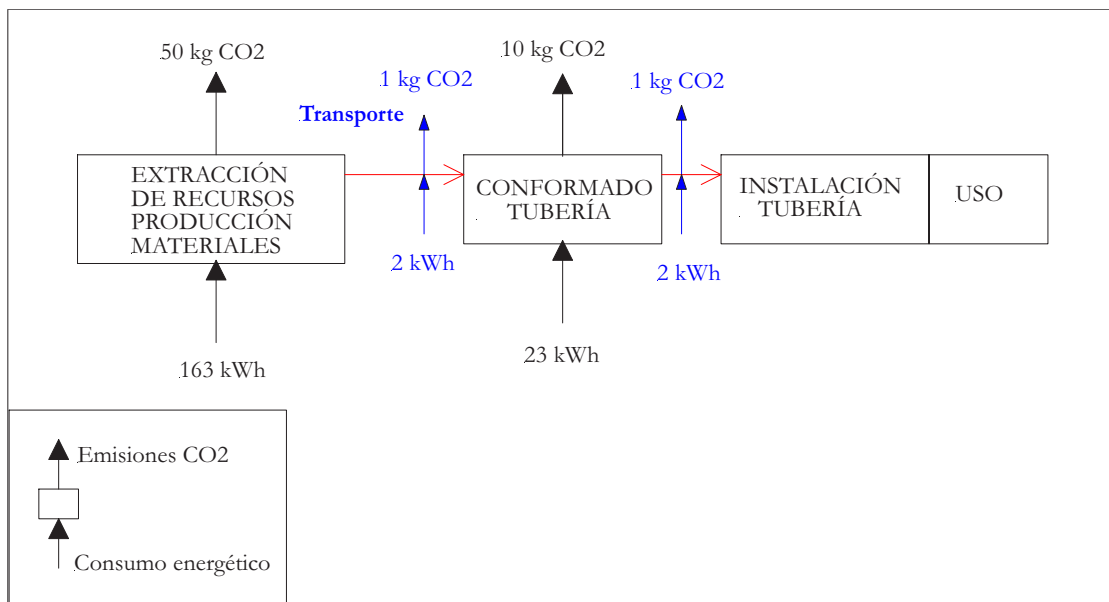 50 kg CO2
10 kg CO2
1 kg CO2
1 kg CO2
Transporte
EXTRACCIÓN
DE RECURSOS
PRODUCCIÓN
MATERIALES
CONFORMADO
TUBERÍA
INSTALACIÓN
TUBERÍA
USO
2 kWh
2 kWh
163 kWh
23 kWh
Emisiones CO2
Consumo energético